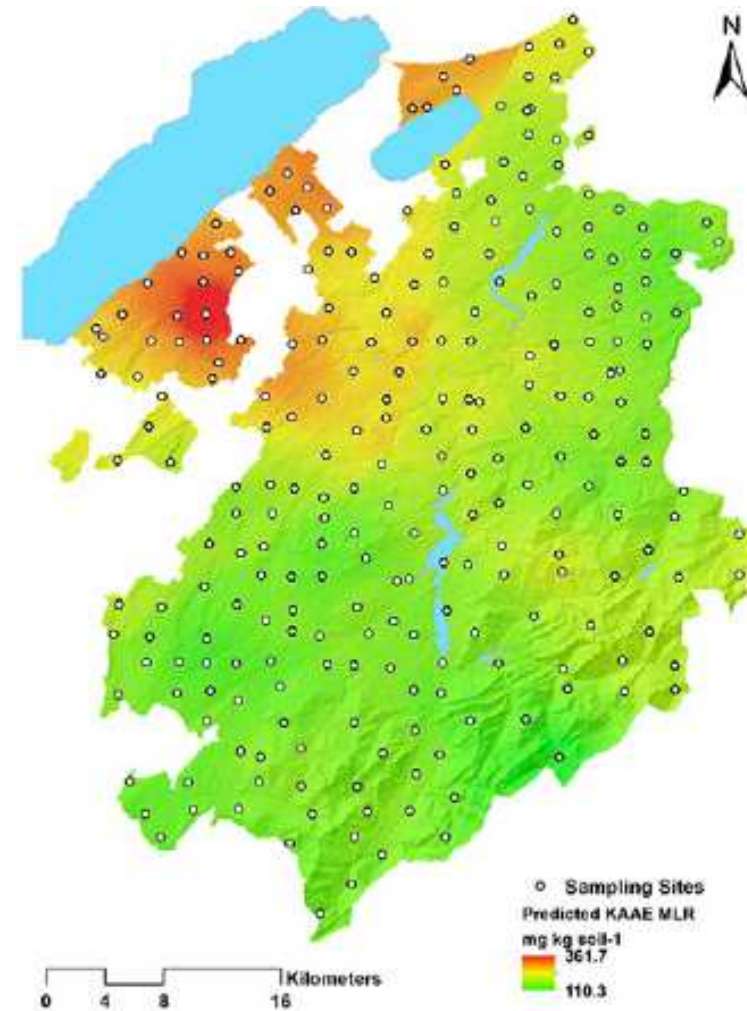 N
Sampling Sites
Predicted KAAE MLR
mg kg soil-1
361.7
110.3
Kilometers
0 4 8 16